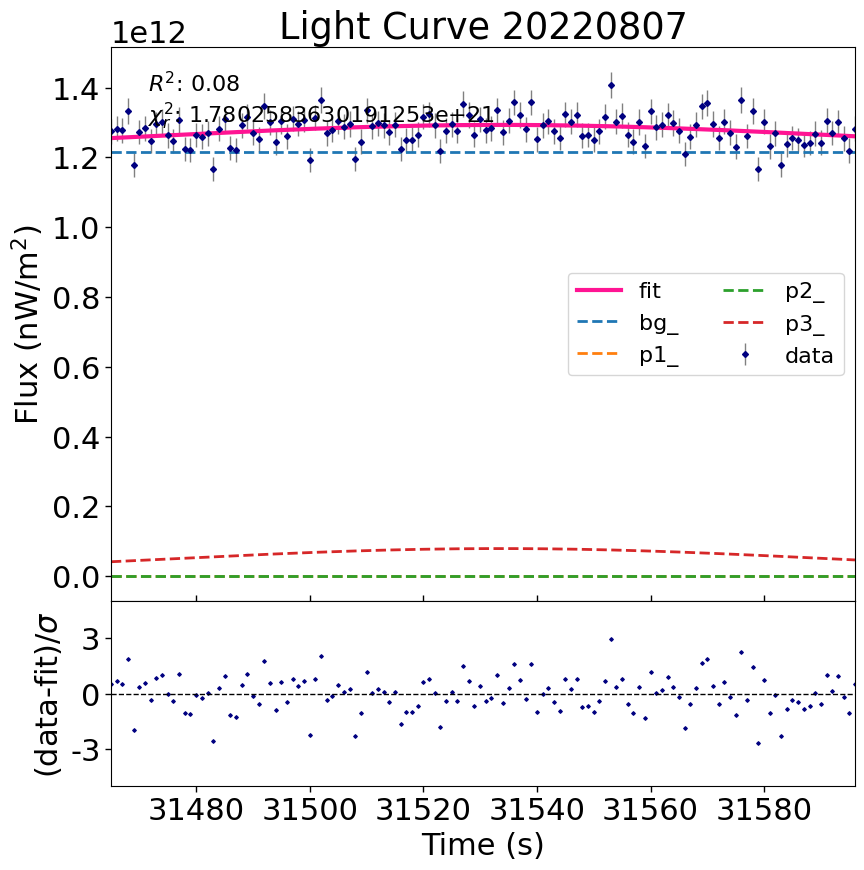 Light Curve 20220807
1e12
R²: 0.08
χ²: 1.7802583630191253e+21
1.4
1.2
1.0
0.8
0.6
0.4
0.2
0.0
Flux (nW/m²)
fit
bg_
p1_
p2_
p3_
data
3
0
-3
(data-fit)/σ
31480 31500 31520 31540 31560 31580
Time (s)